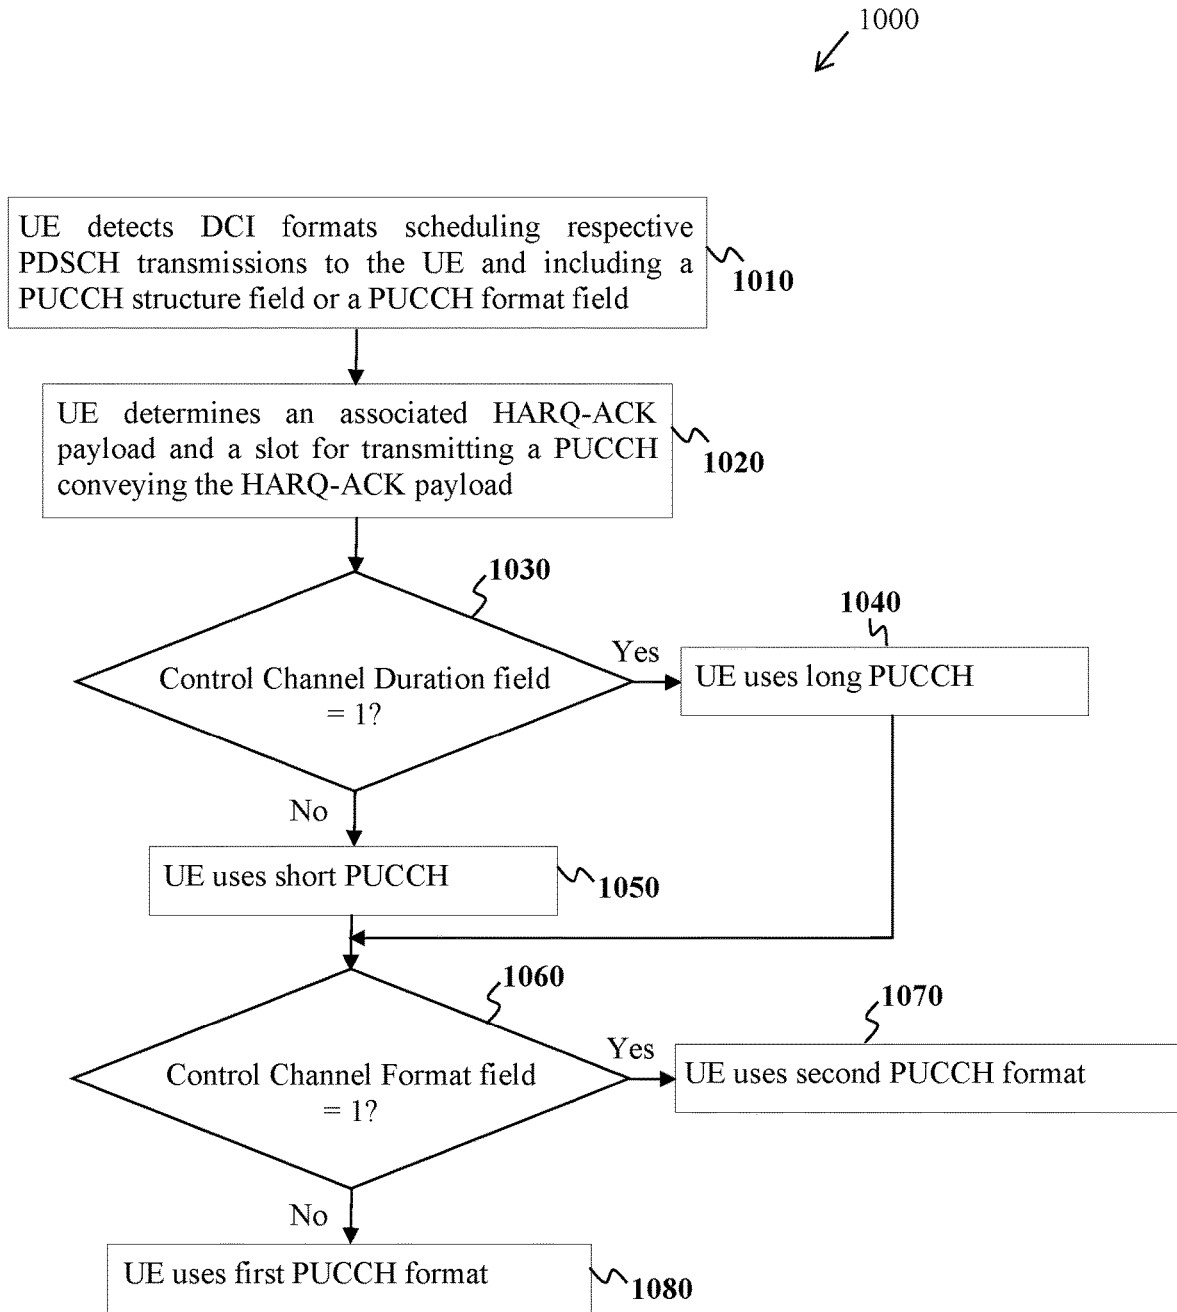 1000
UE detects DCI formats scheduling respective
PDSCH transmissions to the UE and including a
PUCCH structure field or a PUCCH format field
1010
UE determines an associated HARQ-ACK
payload and a slot for transmitting a PUCCH
conveying the HARQ-ACK payload
1020
1030
Control Channel Duration field
= 1?
Yes
1040
UE uses long PUCCH
No
UE uses short PUCCH
1050
1060
Control Channel Format field
= 1?
Yes
1070
UE uses second PUCCH format
No
UE uses first PUCCH format
1080